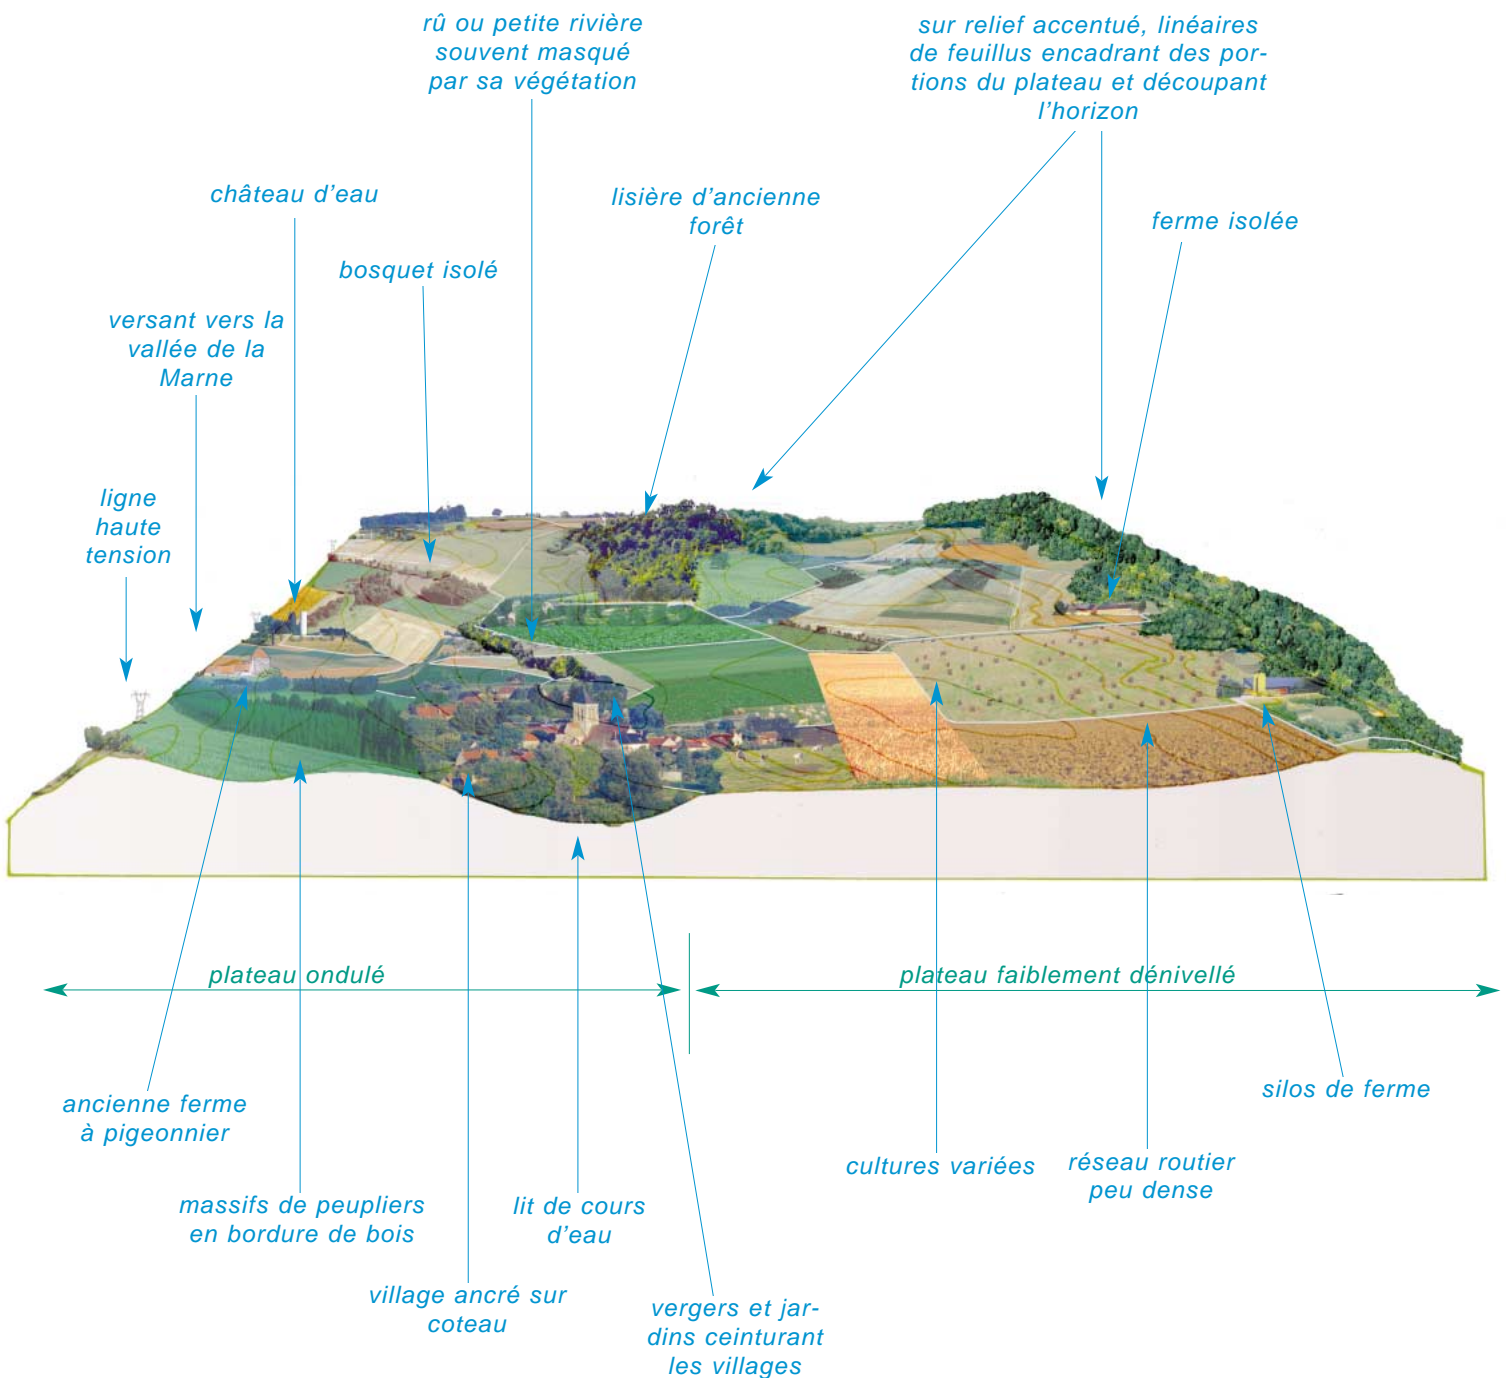 rû ou petite rivière
souvent masqué
par sa végétation
sur relief accentué, linéaires
de feuillus encadrant des por-
tions du plateau et découpant
l'horizon
château d'eau
lisière d'ancienne
forêt
ferme isolée
bosquet isolé
versant vers la
vallée de la
Marne
ligne
haute
tension
plateau ondulé
plateau faiblement dénivellé
ancienne ferme
à pigeonnier
silos de ferme
cultures variées
réseau routier
peu dense
massifs de peupliers
en bordure de bois
lit de cours
d'eau
village ancré sur
coteau
vergers et jar-
dins ceinturant
les villages